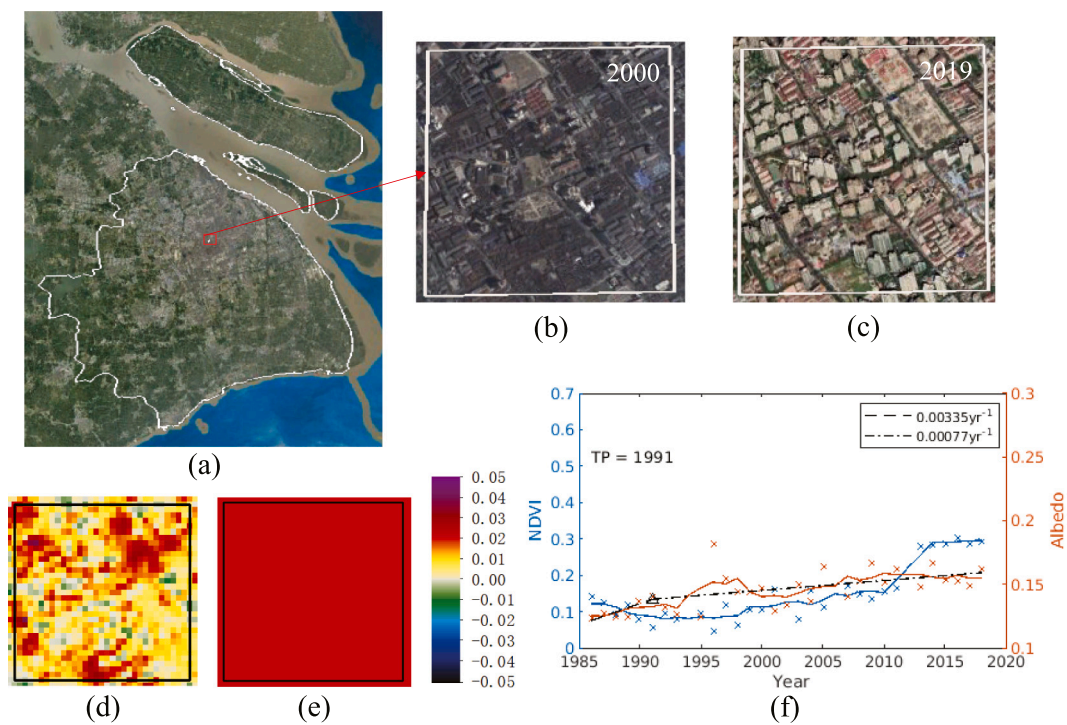 2000
2019
(a)
(b)
(c)
0.05
0.04
0.03
0.02
0.01
0.00
-0.01
-0.02
-0.03
-0.04
-0.05
(d)
(e)
0.7
0.6
0.5
0.4
0.3
0.2
0.1
0
NDVI
0.3
0.25
0.2
0.15
0.1
Albedo
0.00335yr⁻¹
0.00077yr⁻¹
TP = 1991
1985 1990 1995 2000 2005 2010 2015 2020
Year
(f)